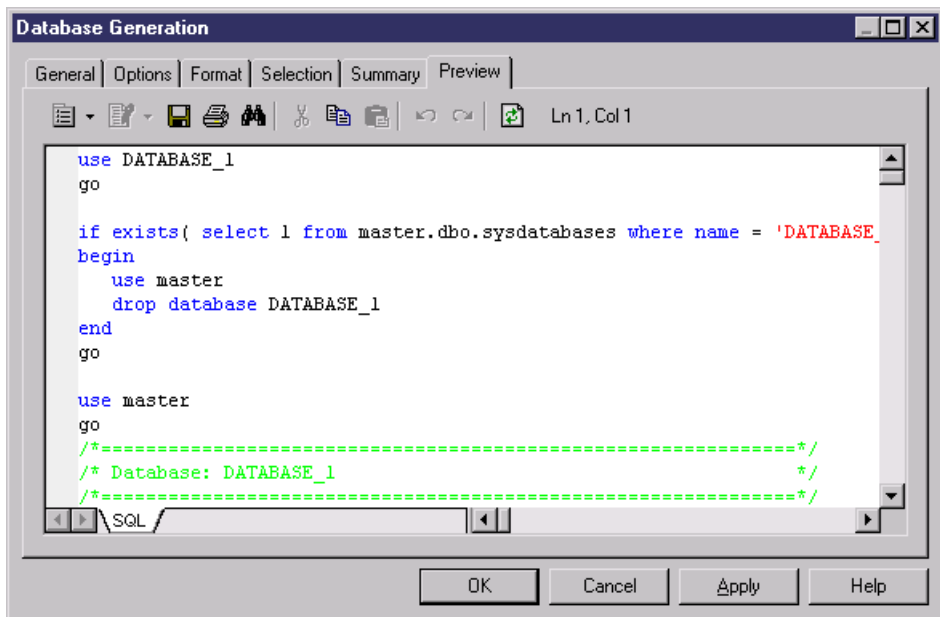 Database Generation
General Options Format Selection Summary Preview
Ln 1, Col 1
use DATABASE_1
go
if exists( select 1 from master.dbo.sysdatabases where name = 'DATABASE_
begin
use master
drop database DATABASE_1
end
go
use master
go
/*==============================================================*/
/* Database: DATABASE_1 */
/*==============================================================*/
SQL
OK Cancel Apply Help